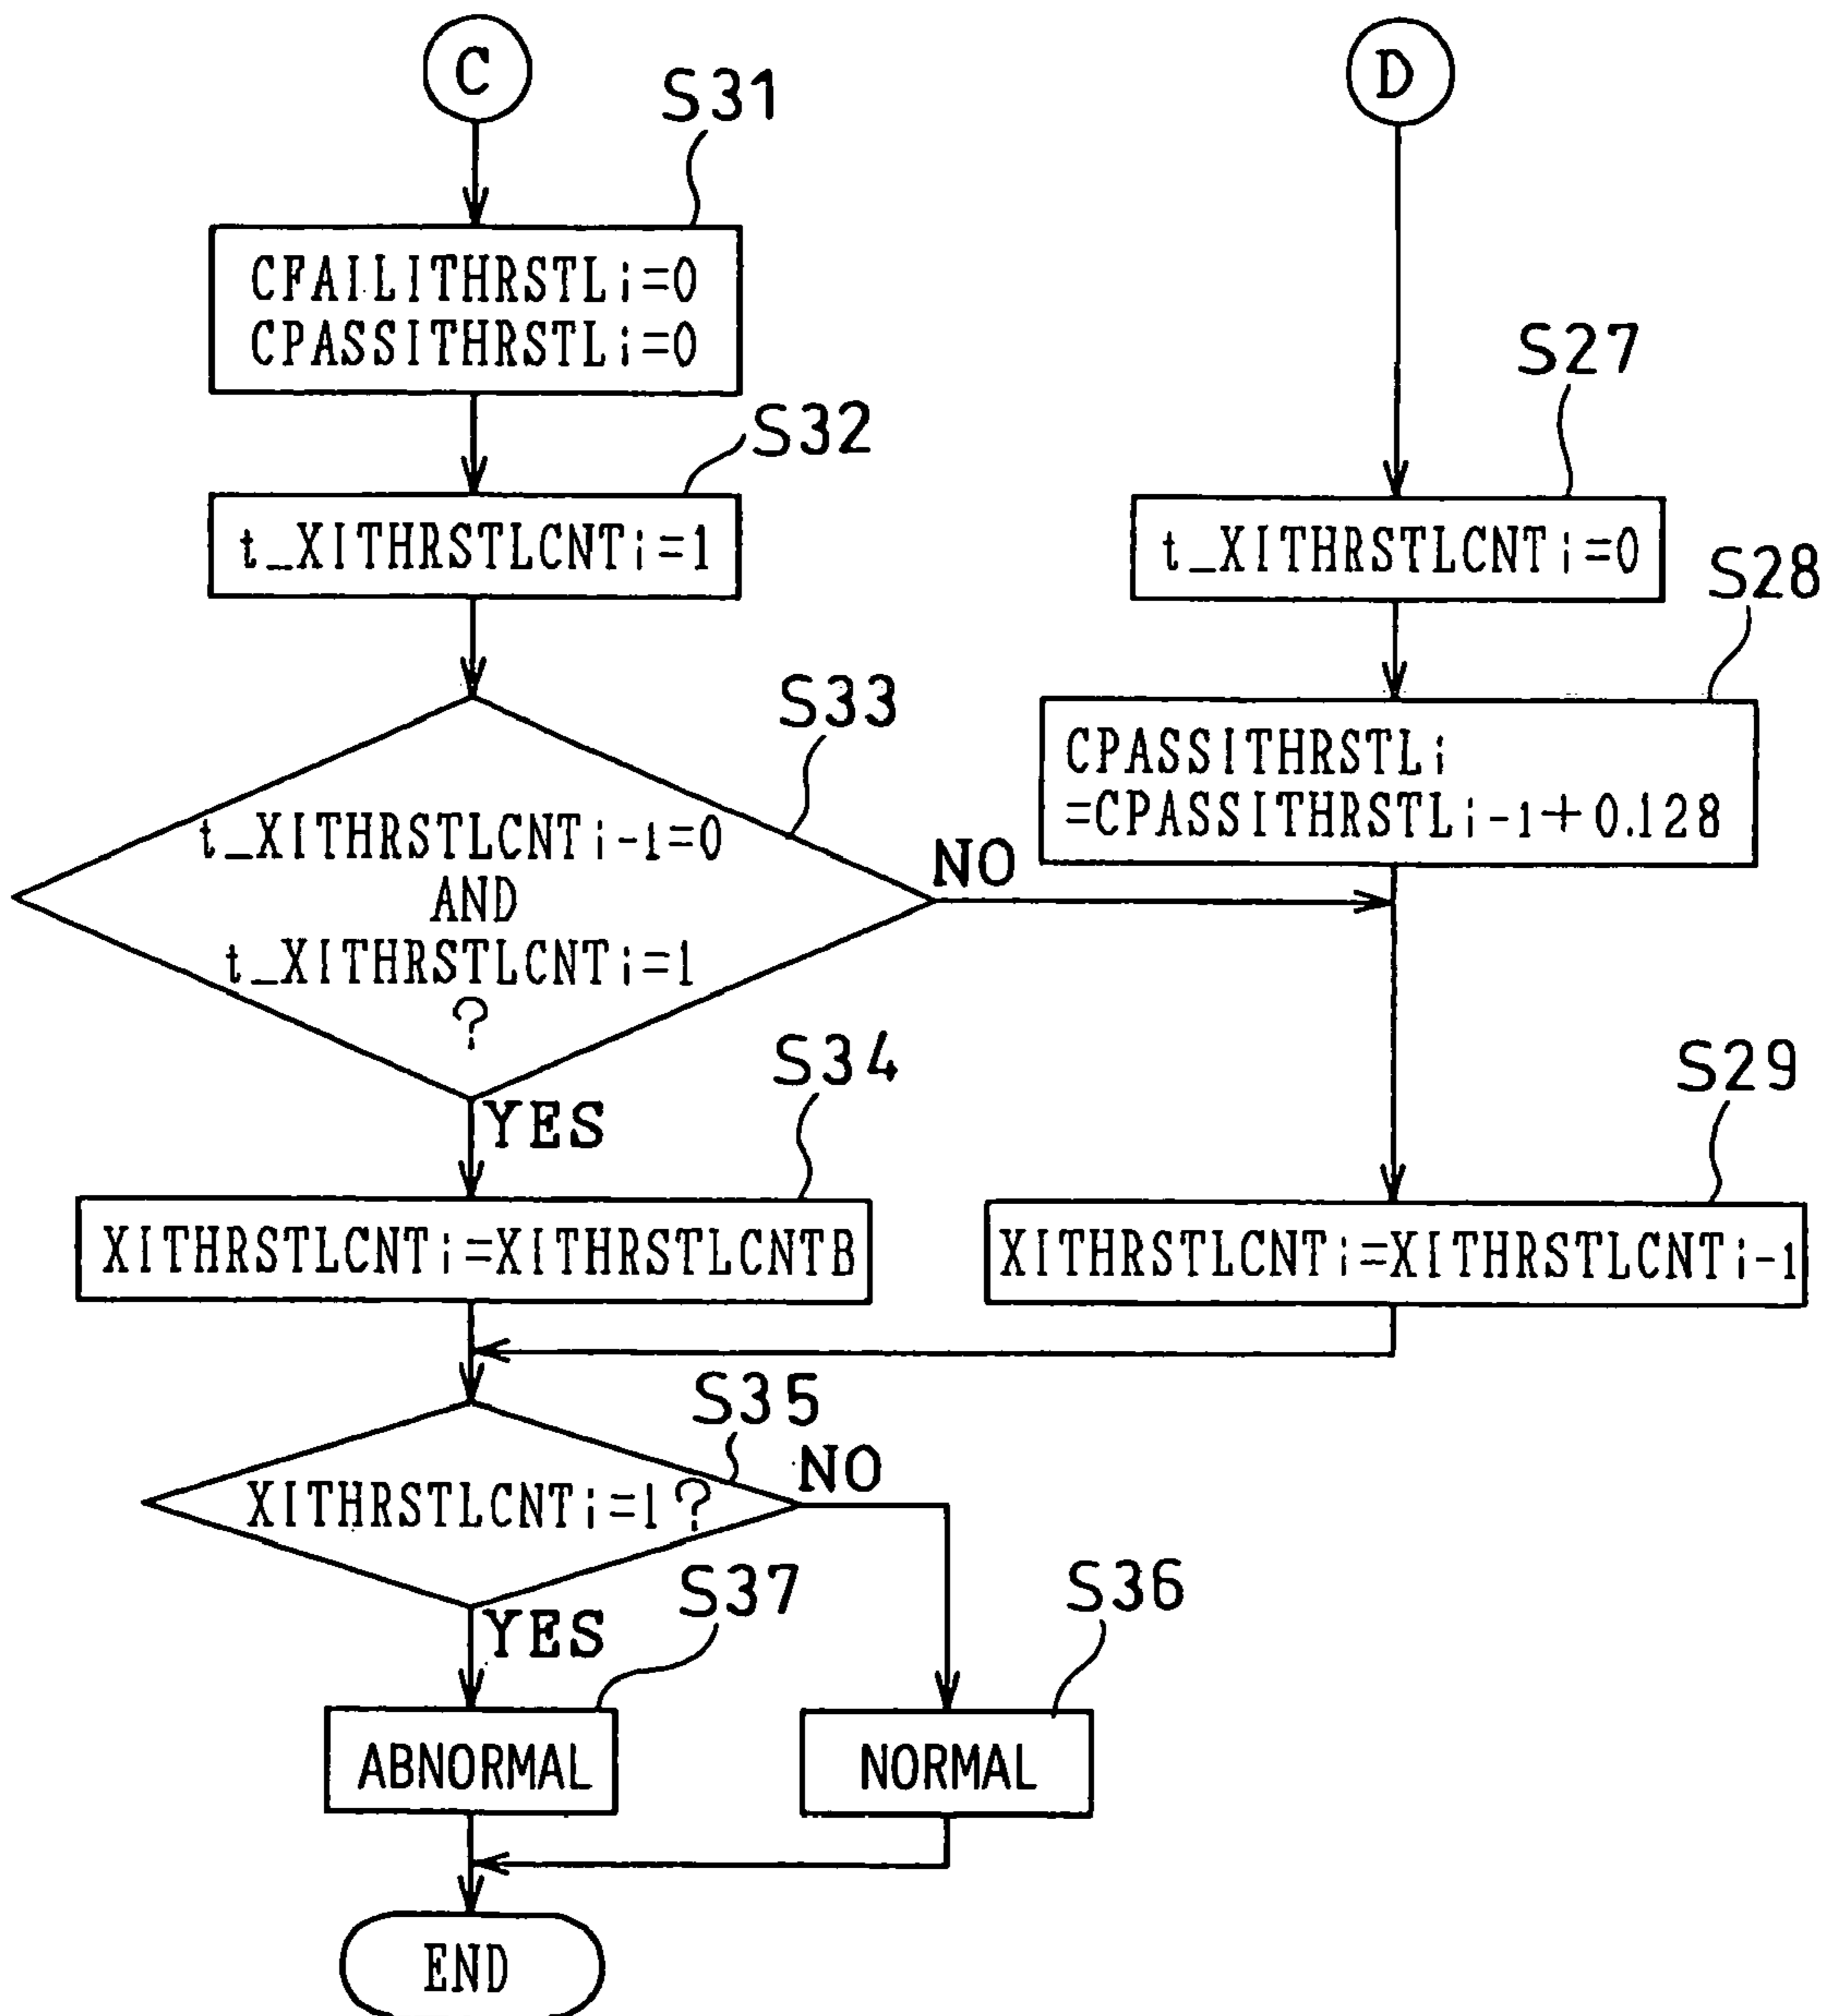 C
D
S31
CFAILITHRSTLi=0
CPASSITHRSTLi=0
S32
t_XITHRSTLCNTi=1
S27
t_XITHRSTLCNTi=0
S28
CPASSITHRSTLi
=CPASSITHRSTLi-1+0.128
S33
t_XITHRSTLCNTi-1=0
AND
t_XITHRSTLCNTi=1
?
NO
YES
S34
XITHRSTLCNTi=XITHRSTLCNTB
S29
XITHRSTLCNTi=XITHRSTLCNTi-1
S35
XITHRSTLCNTi=1?
NO
YES
S37
ABNORMAL
S36
NORMAL
END